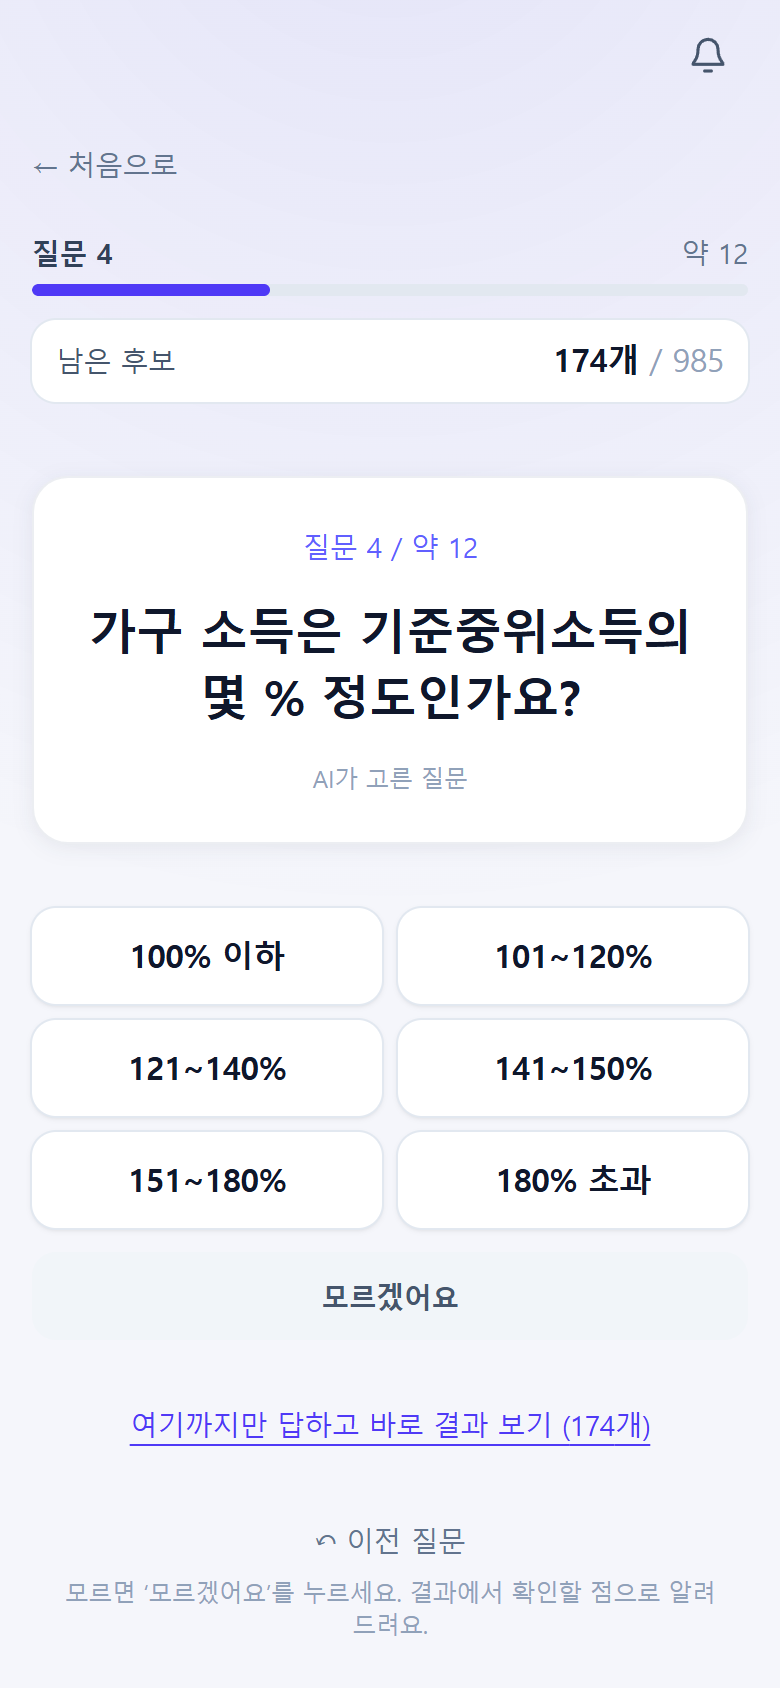 ← 처음으로
질문 4
약 12
남은 후보
174개 / 985
질문 4 / 약 12
가구 소득은 기준중위소득의
몇 % 정도인가요?
AI가 고른 질문
100% 이하
101~120%
121~140%
141~150%
151~180%
180% 초과
모르겠어요
여기까지만 답하고 바로 결과 보기 (174개)
↶ 이전 질문
모르면 ‘모르겠어요’를 누르세요. 결과에서 확인할 점으로 알려
드려요.